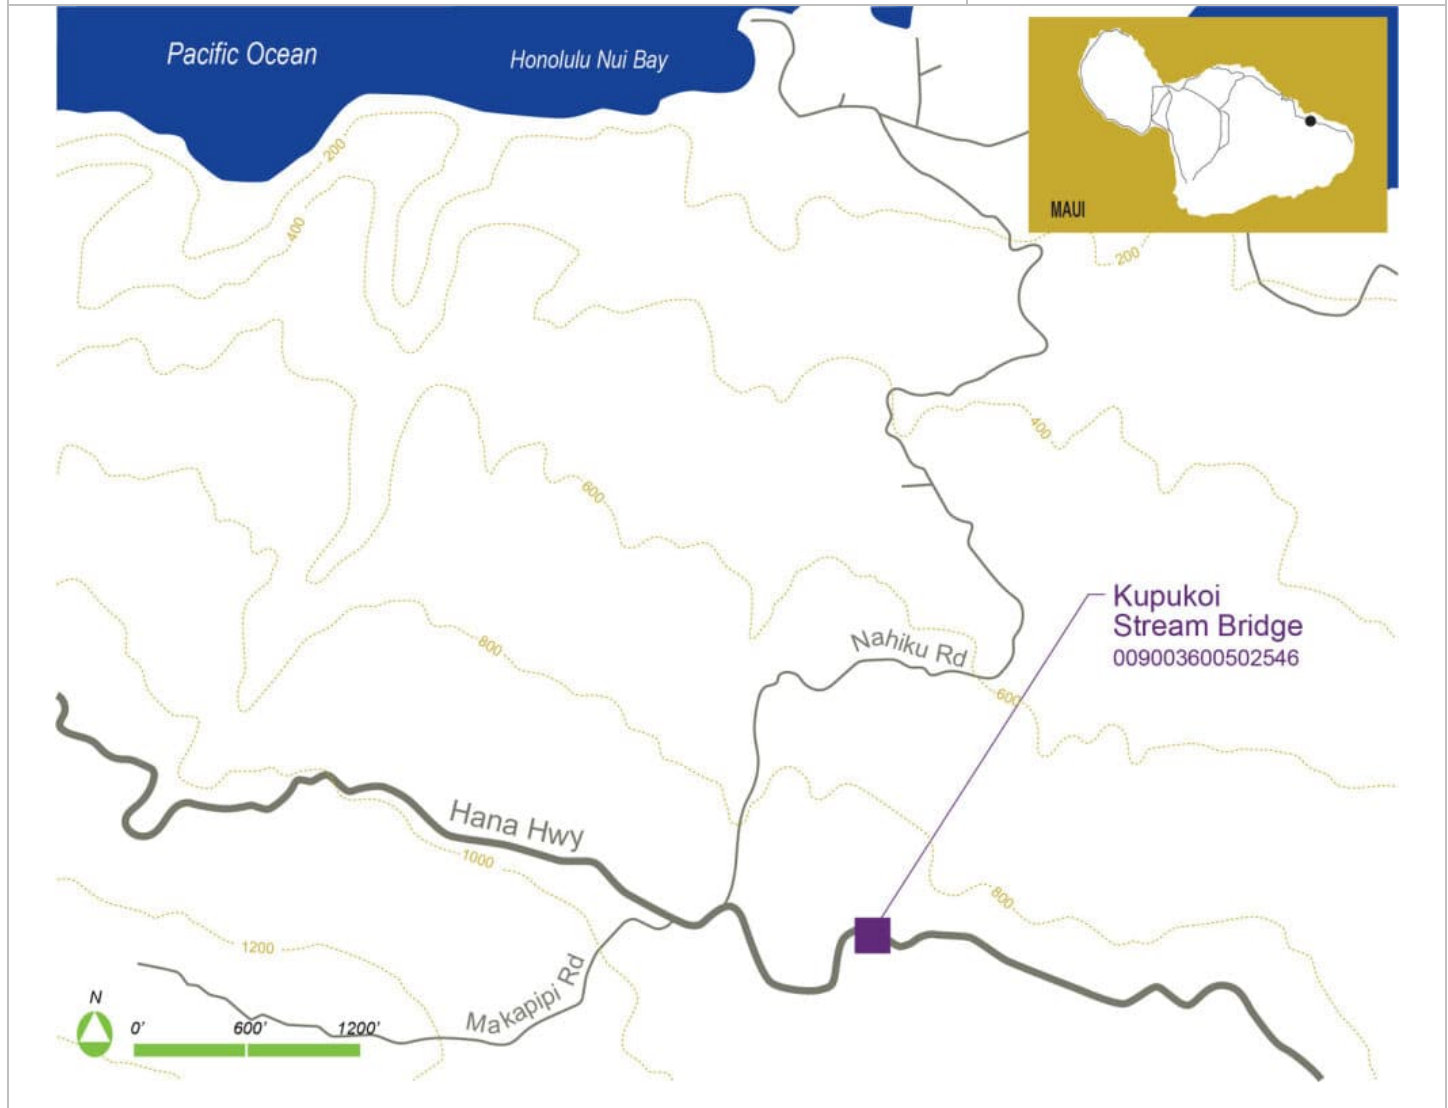 Pacific Ocean
Honolulu Nui Bay
MAUI
200
400
200
400
600
Kupukoi
Stream Bridge
009003600502546
Nahiku Rd
800
600
Hana Hwy
1000
800
1200
Makapipi Rd
N
0’
600’
1200’